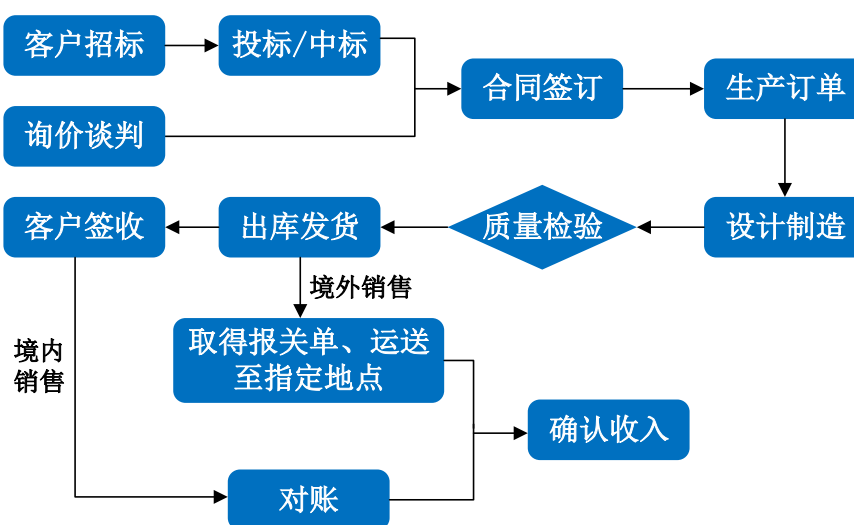 客户招标
投标/中标
询价谈判
合同签订
生产订单
客户签收
出库发货
质量检验
设计制造
境外销售
境内
销售
取得报关单、运送
至指定地点
确认收入
对账